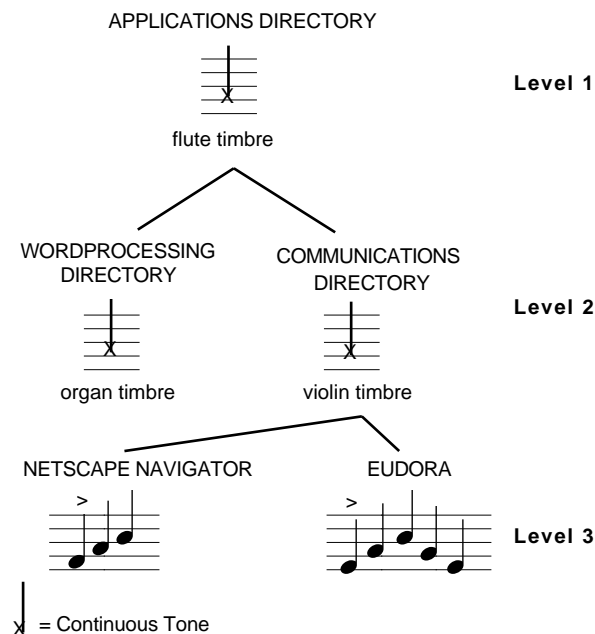 APPLICATIONS DIRECTORY
Level 1
X
flute timbre
WORDPROCESSING
DIRECTORY
COMMUNICATIONS
DIRECTORY
Level 2
X
X
organ timbre
violin timbre
NETSCAPE NAVIGATOR
EUDORA
>
>
Level 3
X = Continuous Tone